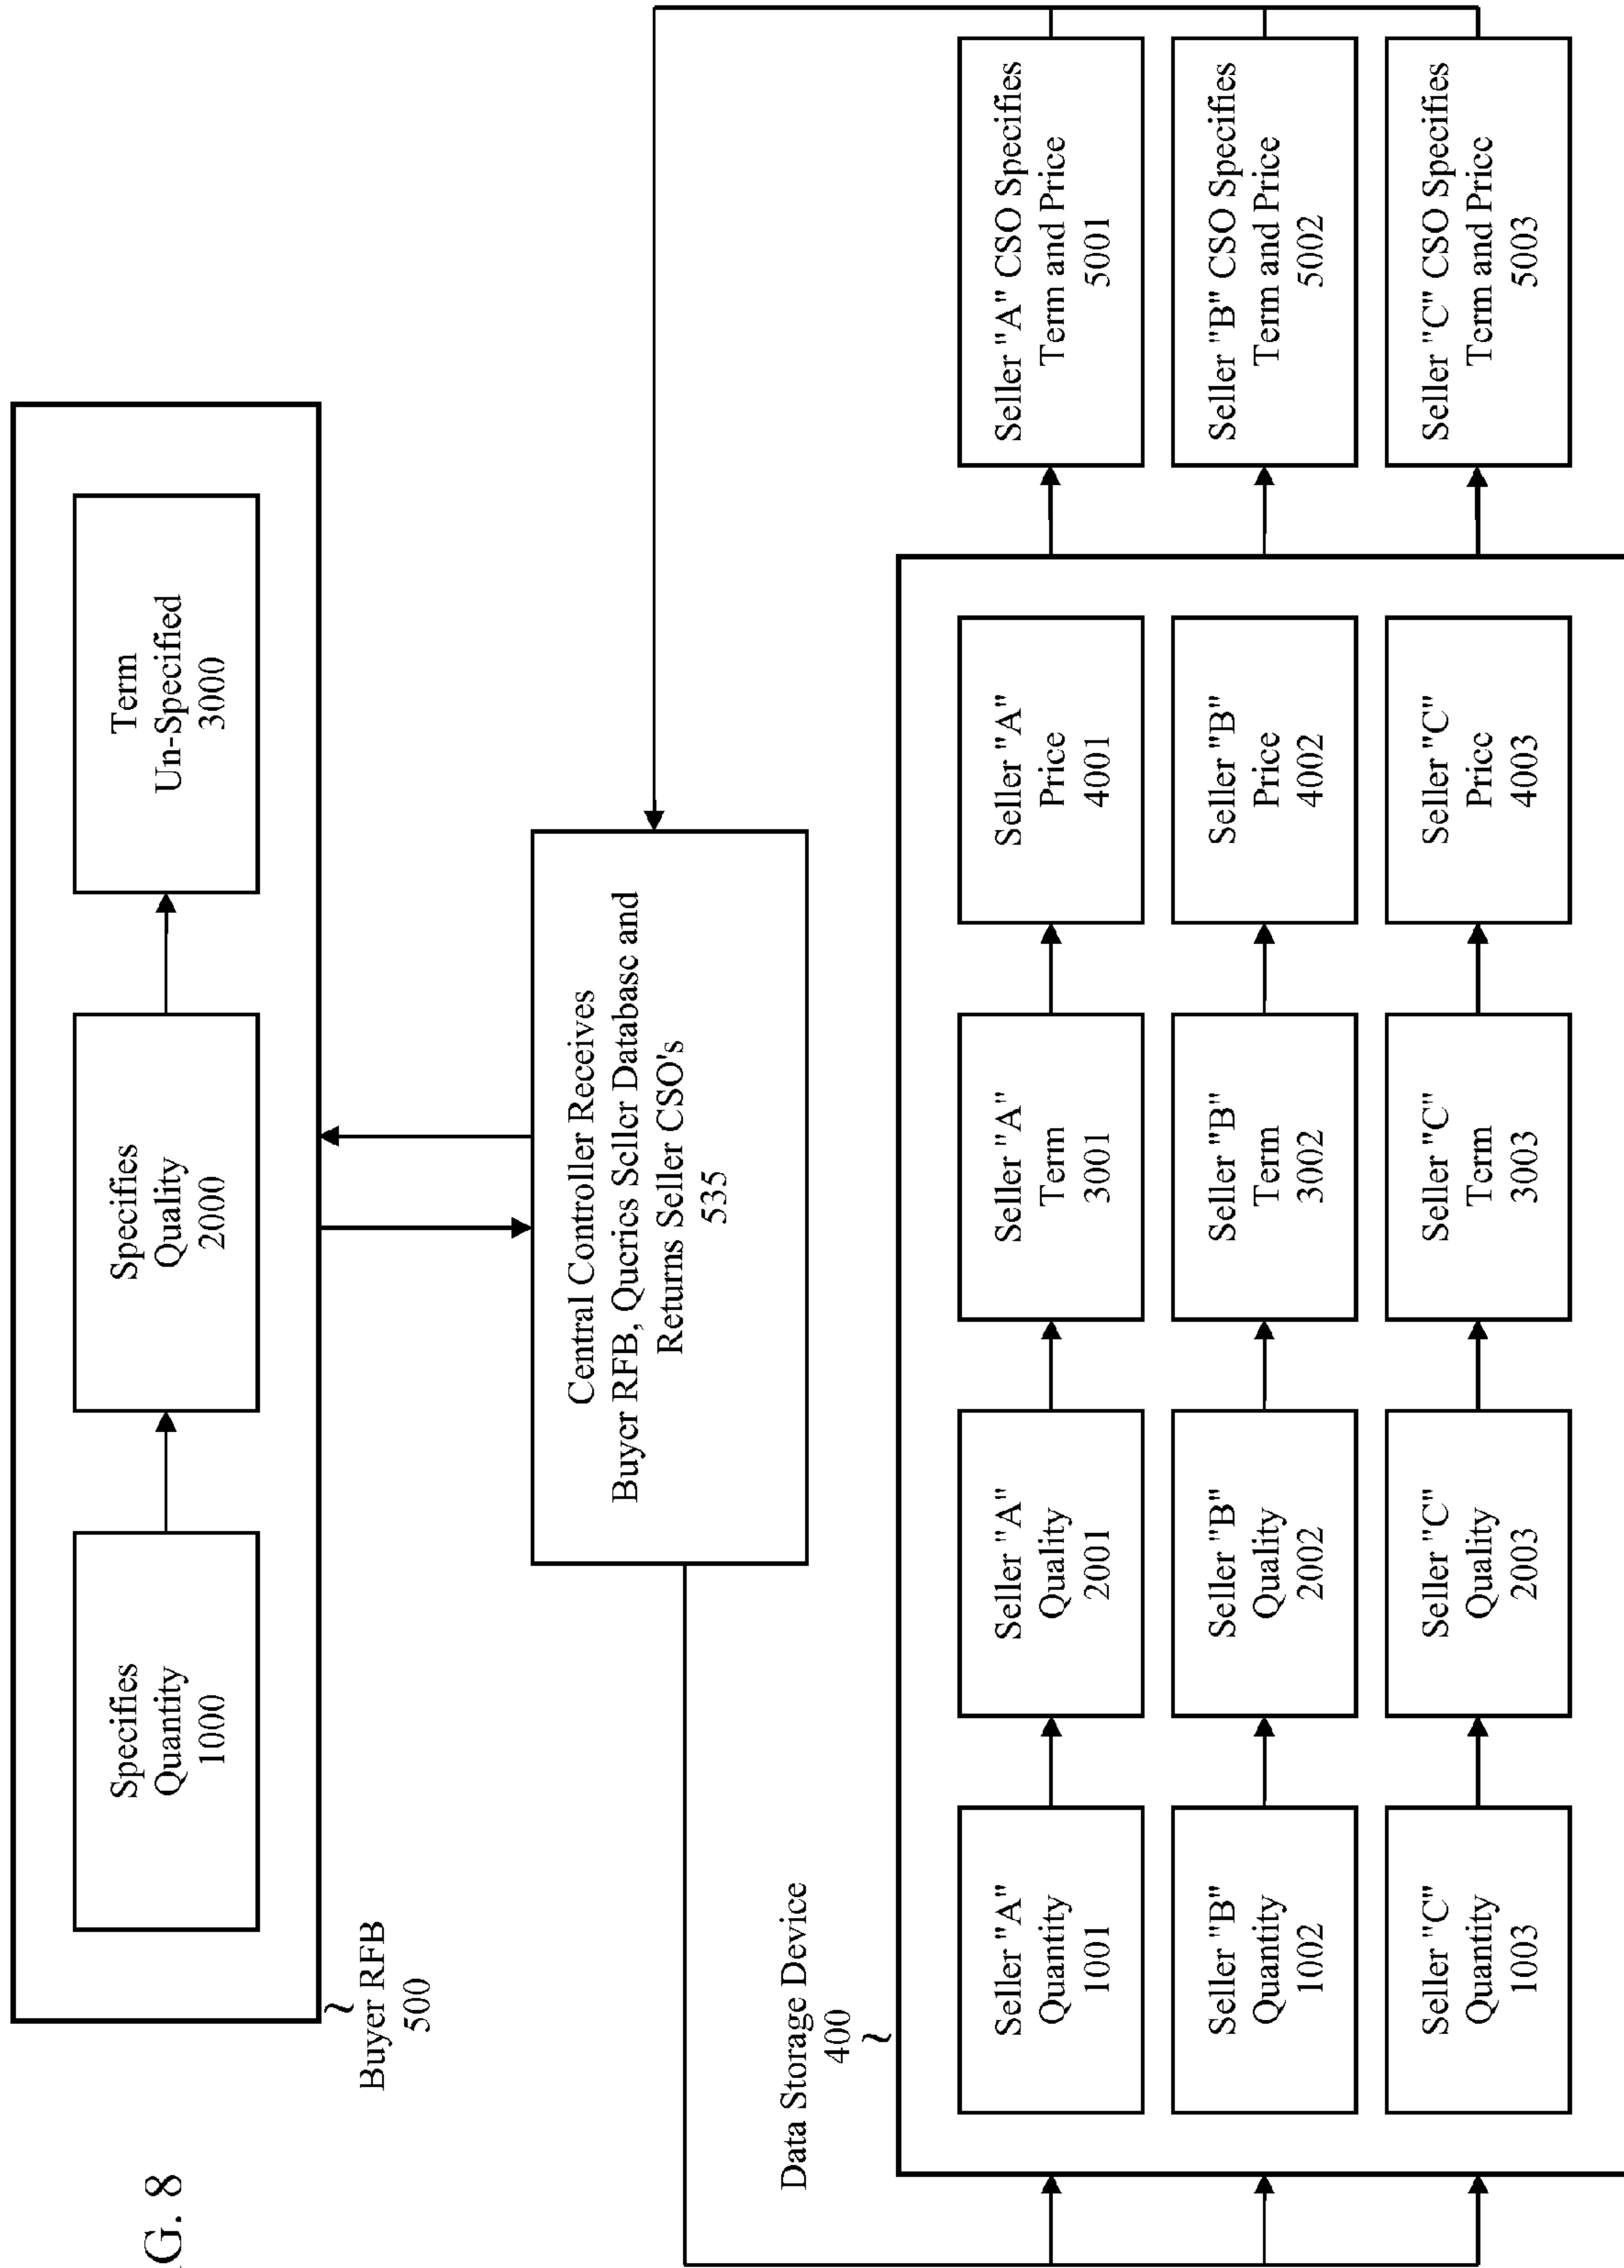 G. 8
Specifies
Quantity
1000
Specifies
Quality
2000
Term
Un-Specified
3000
Buyer RFB
500
Central Controller Receives
Buyer RFB, Queries Seller Database and
Returns Seller CSO's
535
Data Storage Device
400
Seller "A"
Quantity
1001
Seller "A"
Quality
2001
Seller "A"
Term
3001
Seller "A"
Price
4001
Seller "A" CSO Specifies
Term and Price
5001
Seller "B"
Quantity
1002
Seller "B"
Quality
2002
Seller "B"
Term
3002
Seller "B"
Price
4002
Seller "B" CSO Specifies
Term and Price
5002
Seller "C"
Quantity
1003
Seller "C"
Quality
2003
Seller "C"
Term
3003
Seller "C"
Price
4003
Seller "C" CSO Specifies
Term and Price
5003